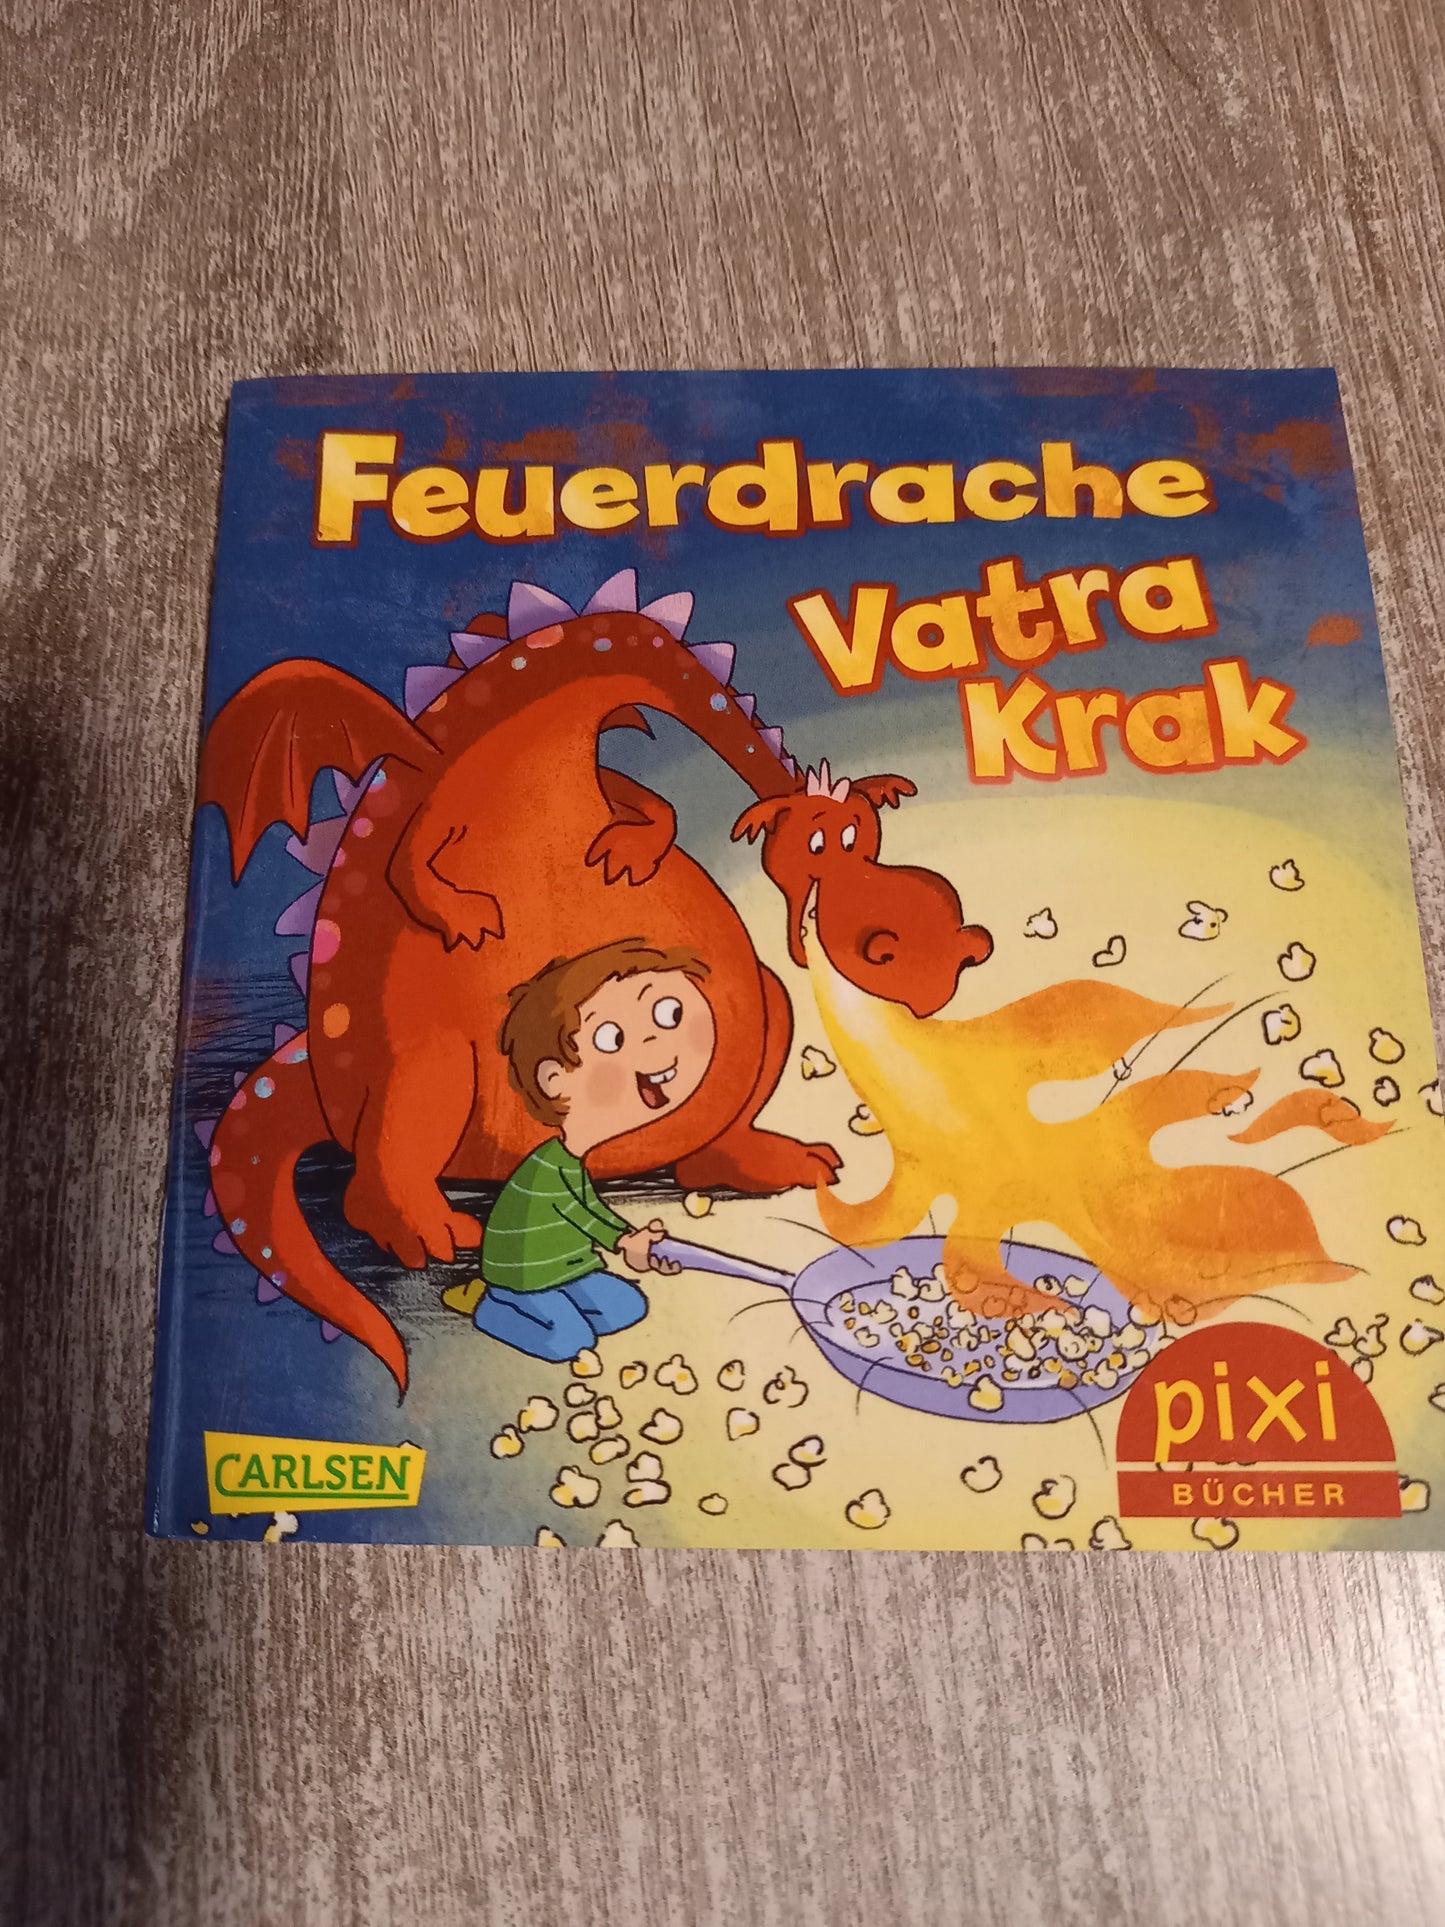 Feuerdrache
Vatra
Krak
CARLSEN
pixi
BÜCHER